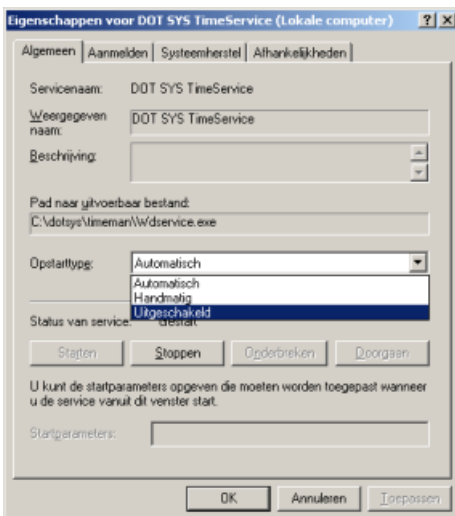 Eigenschappen voor DOT SYS TimeService (Lokale computer)
Algemeen Aanmelden Systeemherstel Afhankelijkheden
Servicenaam: DOT SYS TimeService
Weergegeven naam: DOT SYS TimeService
Beschrijving:
Pad naar uitvoerbaar bestand:
C:\dotsys\timeman\Wdservice.exe
Opstarttype: Automatisch
Automatisch
Handmatig
Uitgeschakeld
Status van service: Gestart
Starten Stoppen Onderbreken Doorgaan
U kunt de startparameters opgeven die moeten worden toegepast wanneer
u de service vanuit dit venster start.
Startparameters:
OK Annuleren Toepassen